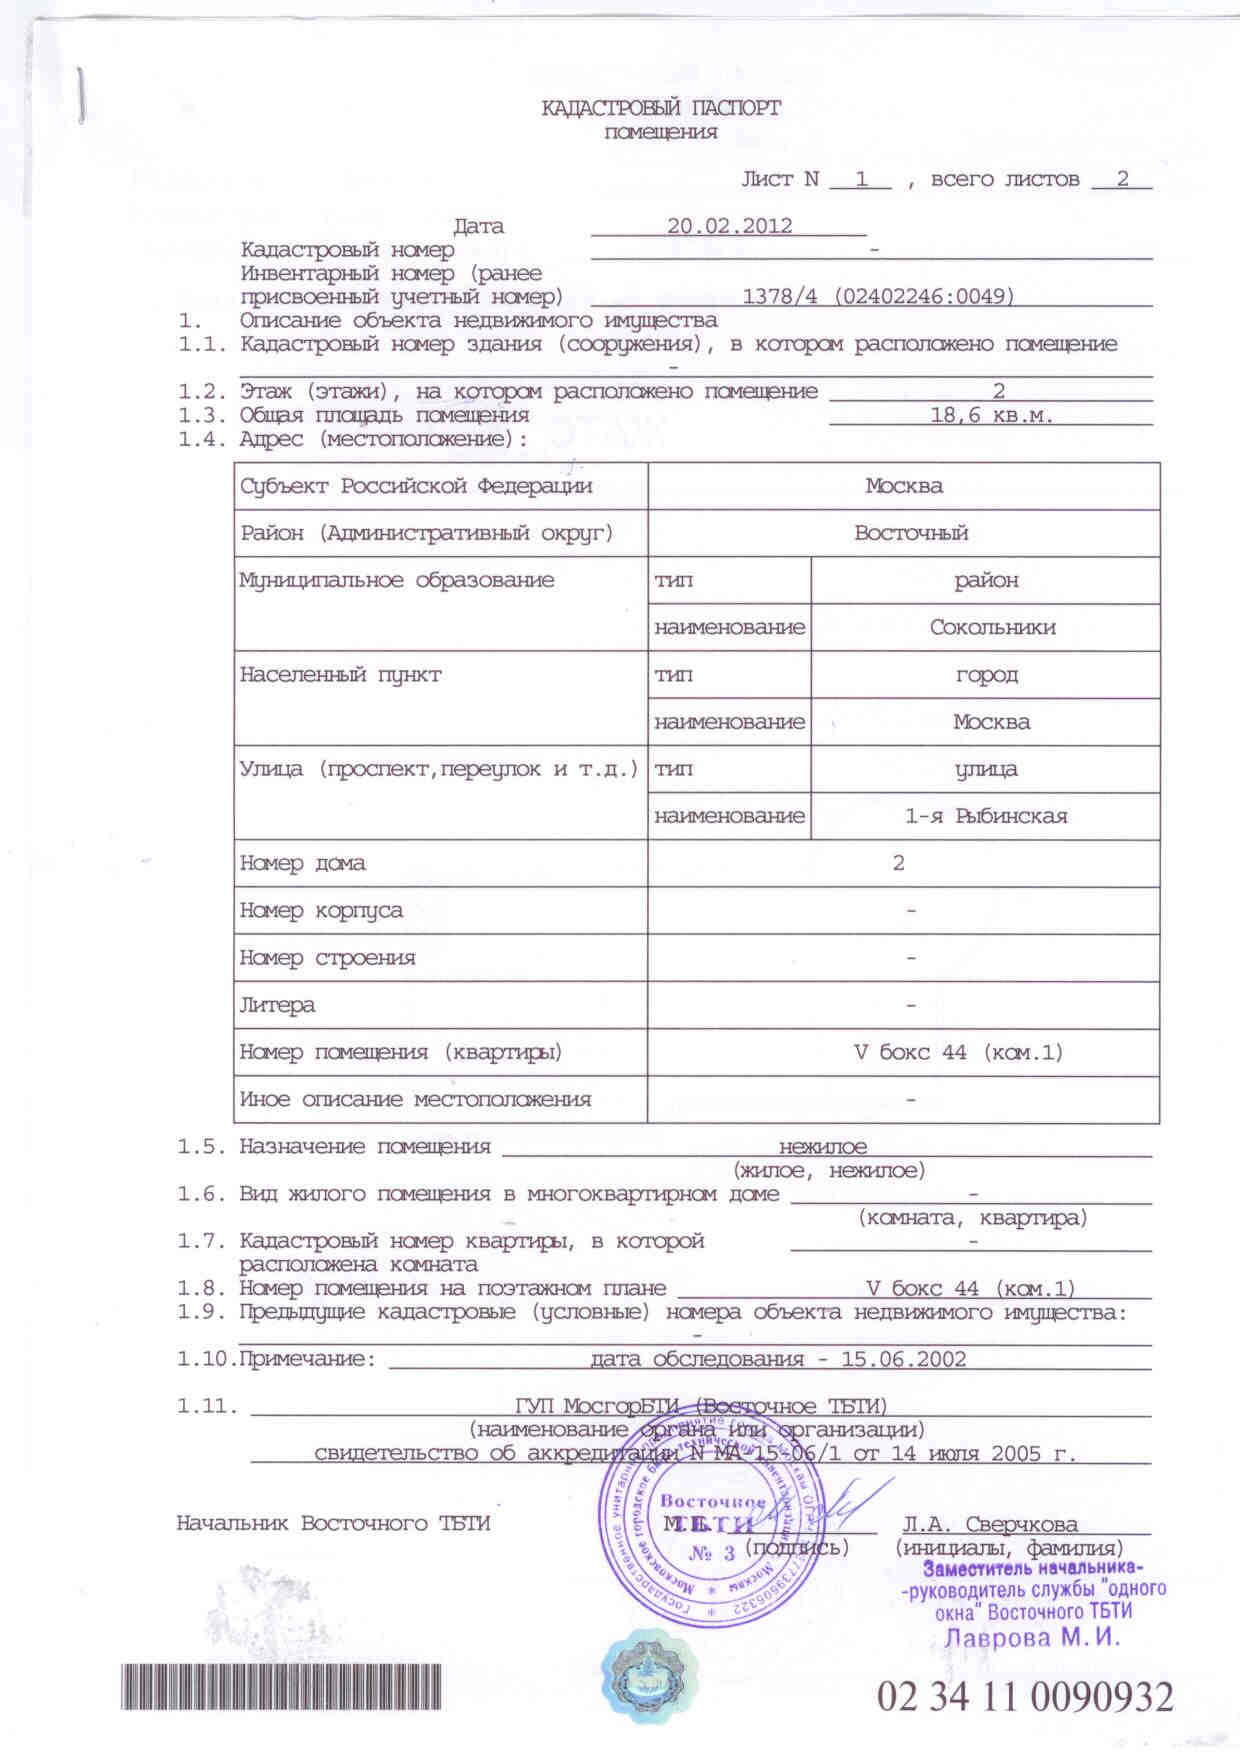 КАДАСТРОВЫЙ ПАСПОРТ
помещения
Лист N 1 , всего листов 2
Дата 20.02.2012
Кадастровый номер -
Инвентарный номер (ранее
присвоенный учетный номер) 1378/4 (02402246:0049)
1. Описание объекта недвижимого имущества
1.1. Кадастровый номер здания (сооружения), в котором расположено помещение
-
1.2. Этаж (этажи), на котором расположено помещение 2
1.3. Общая площадь помещения 18,6 кв.м.
1.4. Адрес (местоположение):
Субъект Российской Федерации Москва
Район (Административный округ) Восточный
Муниципальное образование тип район
наименование Сокольники
Населенный пункт тип город
наименование Москва
Улица (проспект,переулок и т.д.) тип улица
наименование 1-я Рыбинская
Номер дома 2
Номер корпуса -
Номер строения -
Литера -
Номер помещения (квартиры) V бокс 44 (ком.1)
Иное описание местоположения -
1.5. Назначение помещения нежилое
(жилое, нежилое)
1.6. Вид жилого помещения в многоквартирном доме -
(комната, квартира)
1.7. Кадастровый номер квартиры, в которой -
расположена комната
1.8. Номер помещения на поэтажном плане V бокс 44 (ком.1)
1.9. Предыдущие кадастровые (условные) номера объекта недвижимого имущества:
-
1.10.Примечание: дата обследования - 15.06.2002
1.11. ГУП МосгорБТИ (Восточное ТБТИ)
(наименование органа или организации)
свидетельство об аккредитации N МА-15-06/1 от 14 июля 2005 г.
Начальник Восточного ТБТИ М.П. Л.А. Сверчкова
(подпись) (инициалы, фамилия)
Восточное
ТБТИ
№ 3
Заместитель начальника-
-руководитель службы "одного
окна" Восточного ТБТИ
Лаврова М.И.
02 34 11 0090932